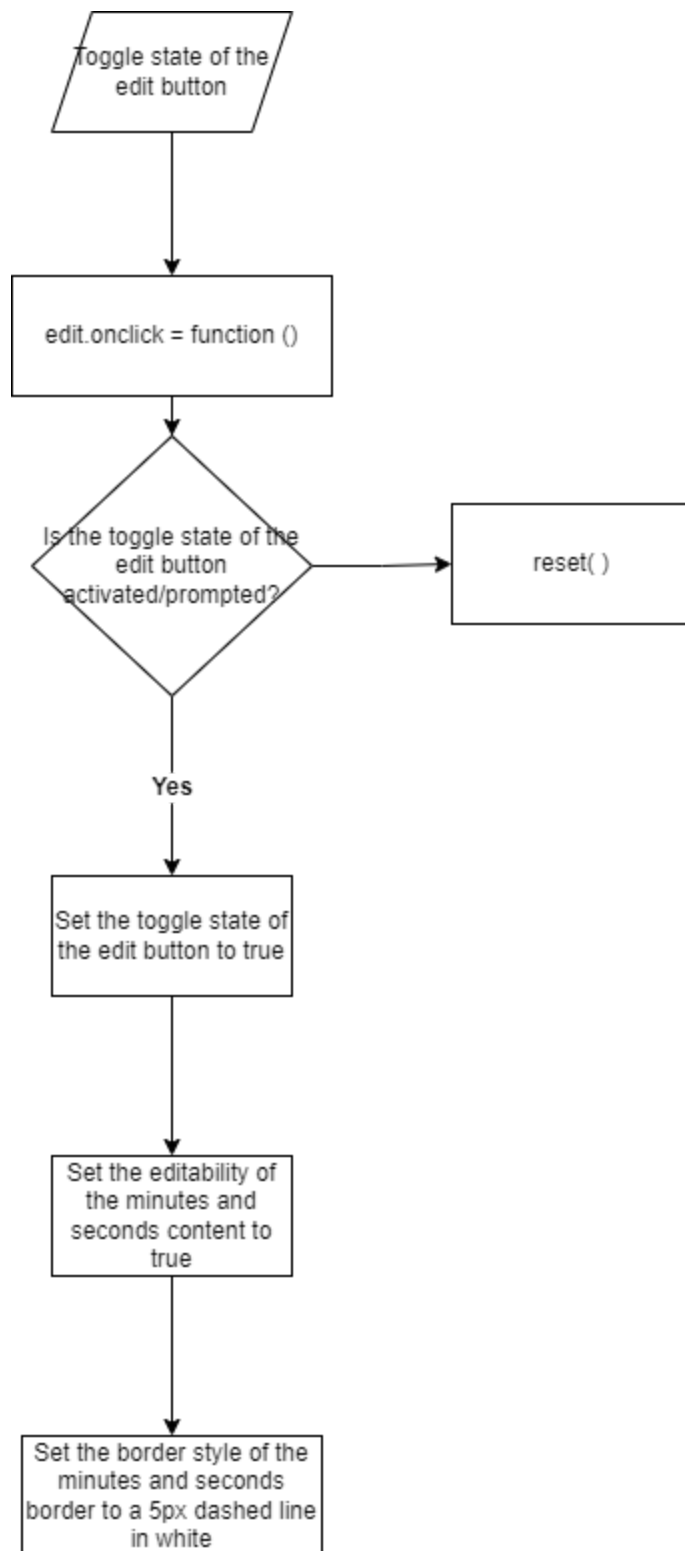 Toggle state of the
edit button
edit.onclick = function ()
Is the toggle state of the
edit button
activated/prompted?
reset( )
Yes
Set the toggle state of
the edit button to true
Set the editability of
the minutes and
seconds content to
true
Set the border style of the
minutes and seconds
border to a 5px dashed line
in white